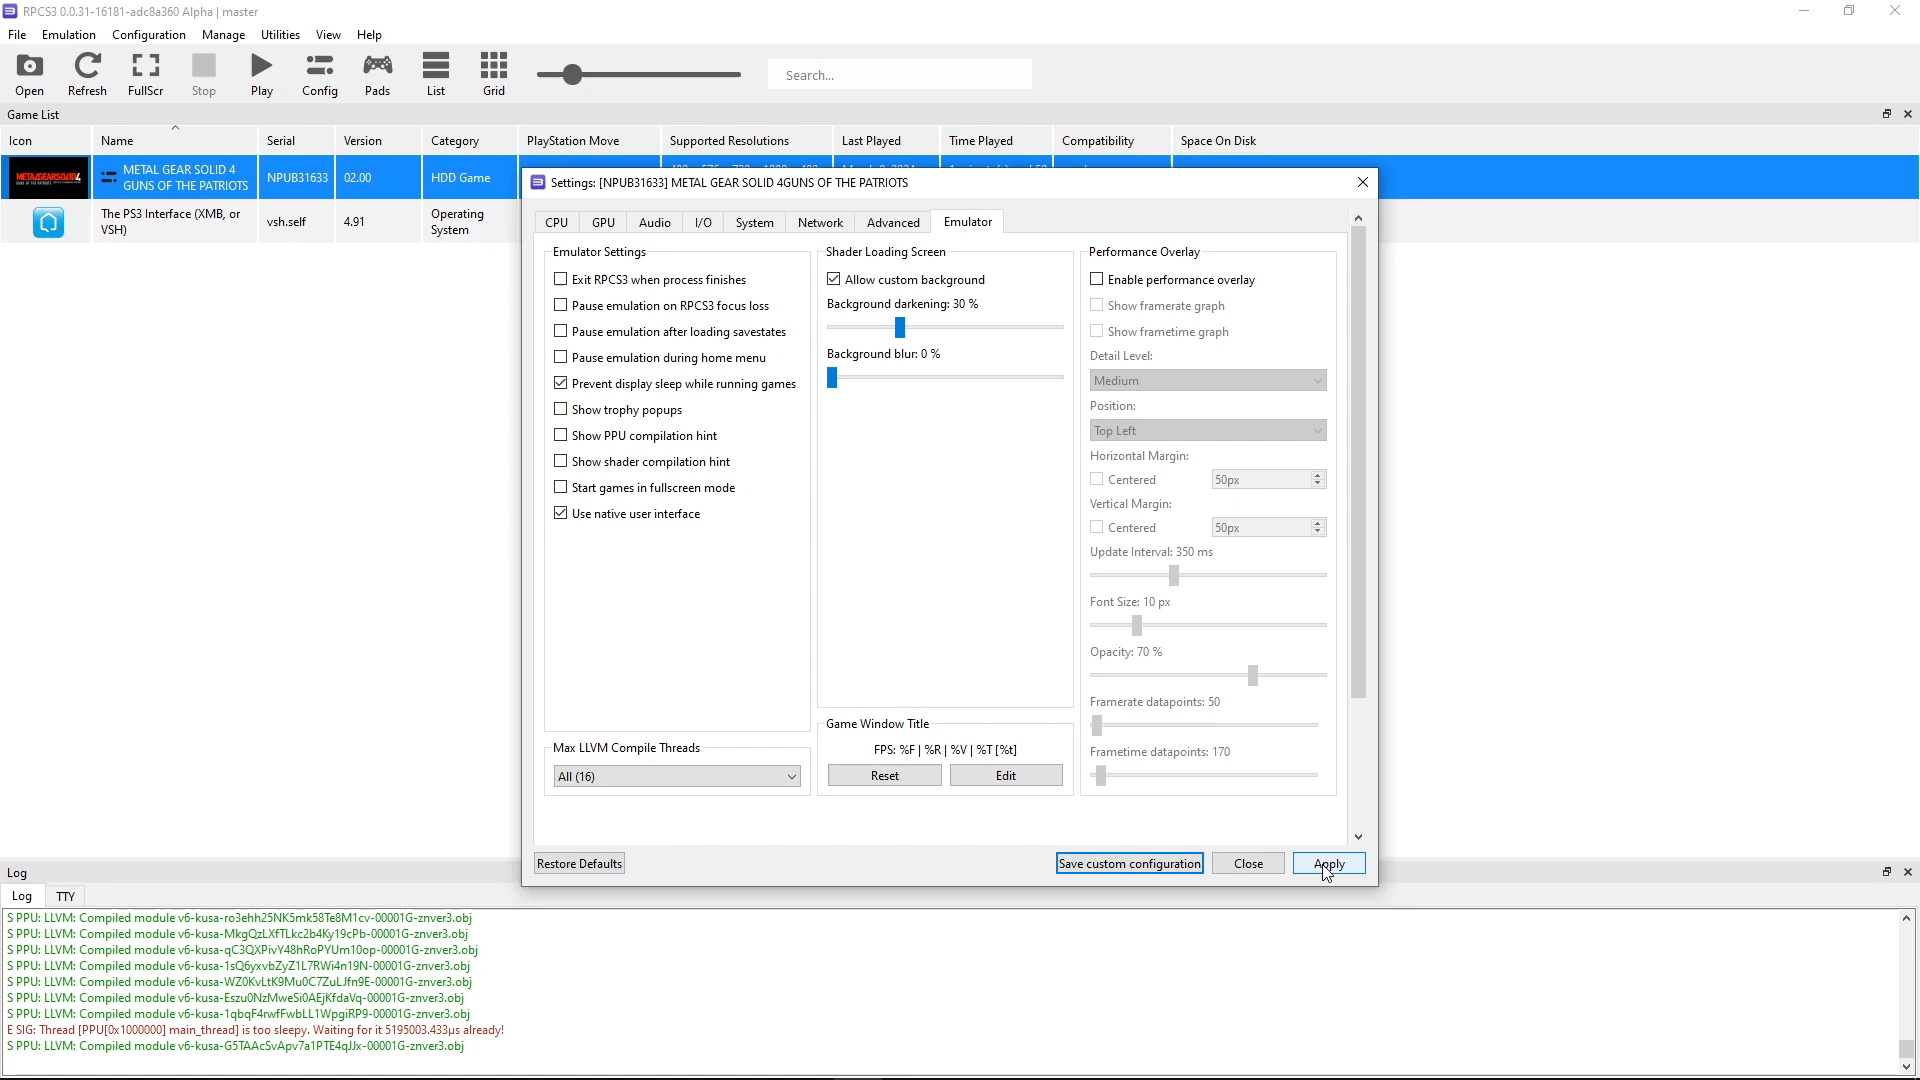 RPCS3 0.0.31-16181-adc8a360 Alpha | master
File Emulation Configuration Manage Utilities View Help
Open Refresh FullScr Stop Play Config Pads List Grid Search...
Game List
Icon Name Serial Version Category PlayStation Move Supported Resolutions Last Played Time Played Compatibility Space On Disk
METAL GEAR SOLID 4
GUNS OF THE PATRIOTS
NPUB31633 02.00 HDD Game
The PS3 Interface (XMB, or
VSH)
vsh.self 4.91
Operating
System
Settings: [NPUB31633] METAL GEAR SOLID 4GUNS OF THE PATRIOTS
CPU GPU Audio I/O System Network Advanced Emulator
Emulator Settings
Exit RPCS3 when process finishes
Pause emulation on RPCS3 focus loss
Pause emulation after loading savestates
Pause emulation during home menu
Prevent display sleep while running games
Show trophy popups
Show PPU compilation hint
Show shader compilation hint
Start games in fullscreen mode
Use native user interface
Max LLVM Compile Threads
All (16)
Shader Loading Screen
Allow custom background
Background darkening: 30 %
Background blur: 0 %
Game Window Title
FPS: %F | %R | %V | %T [%t]
Reset Edit
Performance Overlay
Enable performance overlay
Show framerate graph
Show frametime graph
Detail Level:
Medium
Position:
Top Left
Horizontal Margin:
Centered 50px
Vertical Margin:
Centered 50px
Update Interval: 350 ms
Font Size: 10 px
Opacity: 70 %
Framerate datapoints: 50
Frametime datapoints: 170
Restore Defaults Save custom configuration Close Apply
Log
Log TTY
S PPU: LLVM: Compiled module v6-kusa-ro3ehh25NK5mk58Te8M1cv-00001G-znver3.obj
S PPU: LLVM: Compiled module v6-kusa-MkgQzLXfTLkc2b4Ky19cPb-00001G-znver3.obj
S PPU: LLVM: Compiled module v6-kusa-qC3QXPivY48hRoPYUm10op-00001G-znver3.obj
S PPU: LLVM: Compiled module v6-kusa-1sQ6yxvbZyZ1L7RWi4n19N-00001G-znver3.obj
S PPU: LLVM: Compiled module v6-kusa-WZ0KvLtK9Mu0C7ZuLJfn9E-00001G-znver3.obj
S PPU: LLVM: Compiled module v6-kusa-Eszu0NzMweSi0AEjKfdaVq-00001G-znver3.obj
S PPU: LLVM: Compiled module v6-kusa-1qbqF4rwfFwbLL1WpgiRP9-00001G-znver3.obj
E SIG: Thread [PPU[0x1000000] main_thread] is too sleepy. Waiting for it 5195003.433µs already!
S PPU: LLVM: Compiled module v6-kusa-G5TAAcSvApv7a1PTE4qJJx-00001G-znver3.obj